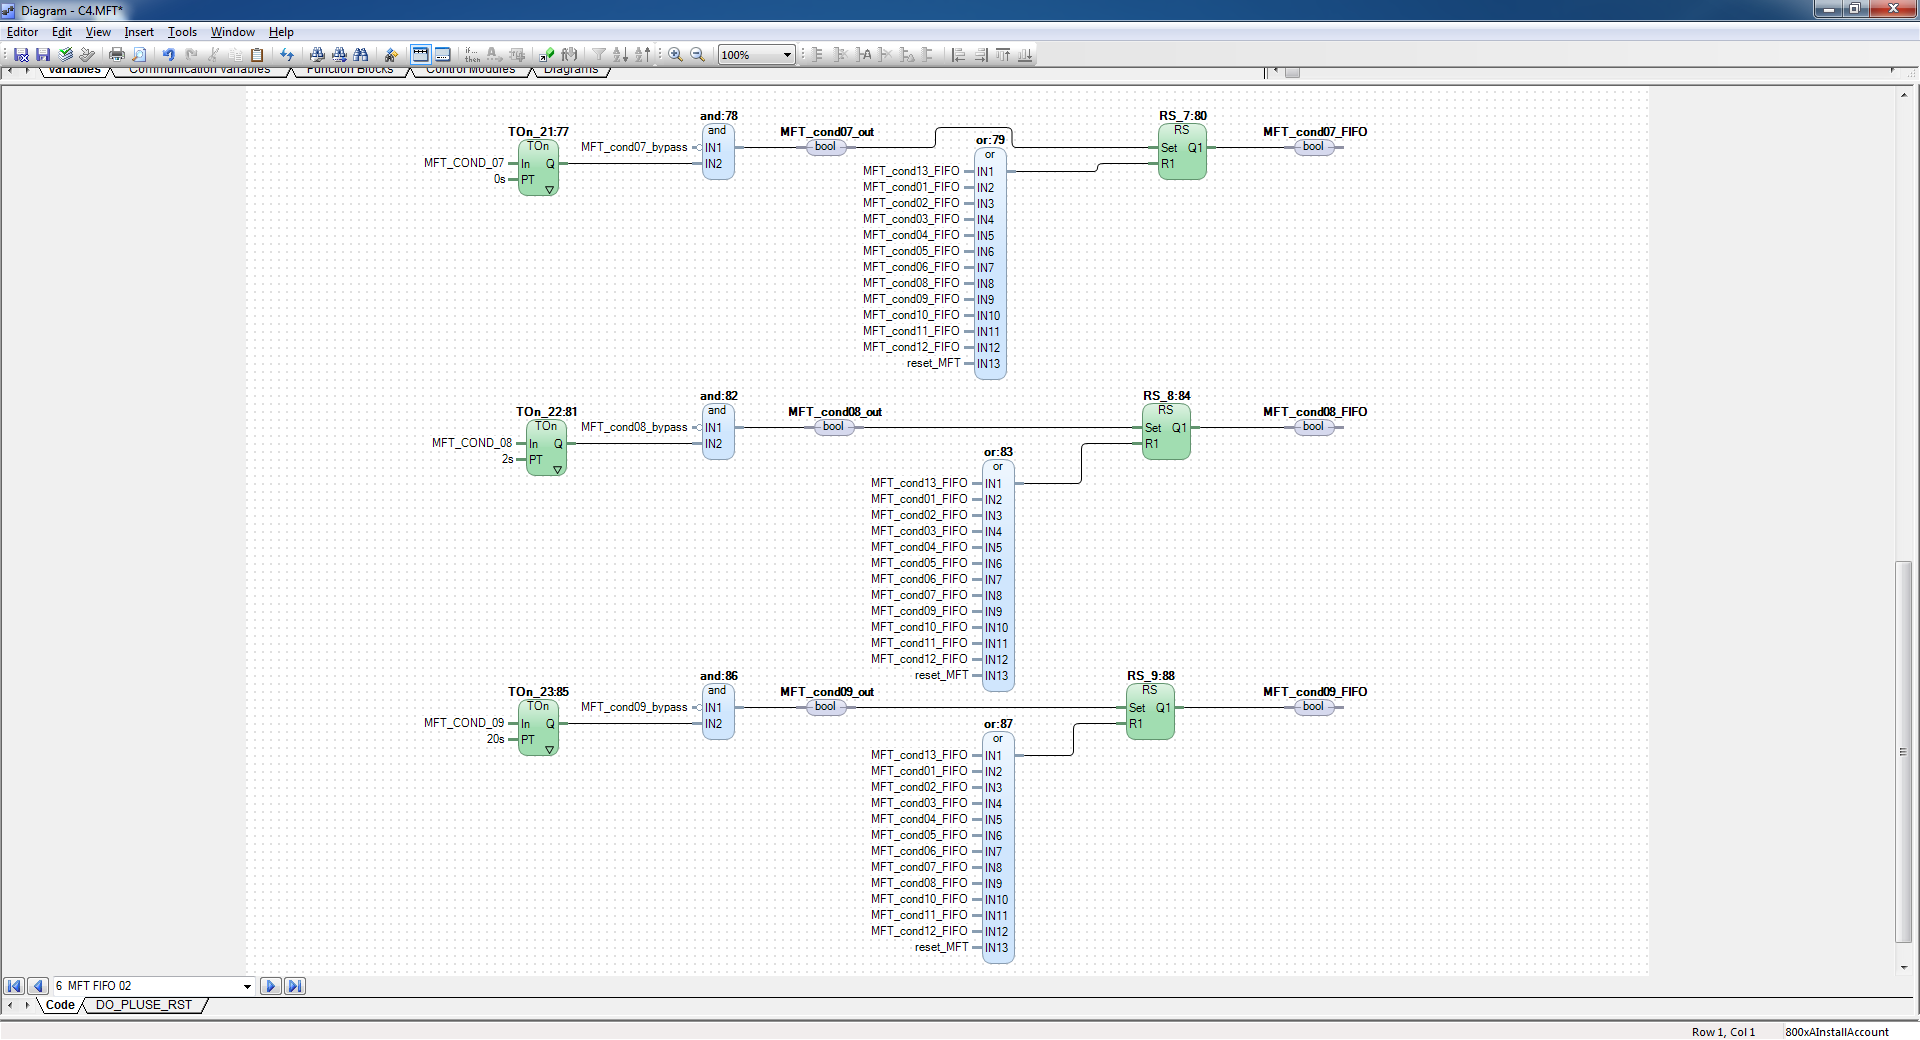 Diagram - C4.MFT*
Editor Edit View Insert Tools Window Help
100%
Variables Communication Variables Function Blocks Control Modules Diagrams
and:78
and
TOn_21:77
TOn
MFT_cond07_bypass IN1
MFT_COND_07 In Q IN2
0s PT
MFT_cond07_out
bool
or:79
or
MFT_cond13_FIFO IN1
MFT_cond01_FIFO IN2
MFT_cond02_FIFO IN3
MFT_cond03_FIFO IN4
MFT_cond04_FIFO IN5
MFT_cond05_FIFO IN6
MFT_cond06_FIFO IN7
MFT_cond08_FIFO IN8
MFT_cond09_FIFO IN9
MFT_cond10_FIFO IN10
MFT_cond11_FIFO IN11
MFT_cond12_FIFO IN12
reset_MFT IN13
RS_7:80
RS
Set Q1
R1
MFT_cond07_FIFO
bool
and:82
and
TOn_22:81
TOn
MFT_cond08_bypass IN1
MFT_COND_08 In Q IN2
2s PT
MFT_cond08_out
bool
or:83
or
MFT_cond13_FIFO IN1
MFT_cond01_FIFO IN2
MFT_cond02_FIFO IN3
MFT_cond03_FIFO IN4
MFT_cond04_FIFO IN5
MFT_cond05_FIFO IN6
MFT_cond06_FIFO IN7
MFT_cond07_FIFO IN8
MFT_cond09_FIFO IN9
MFT_cond10_FIFO IN10
MFT_cond11_FIFO IN11
MFT_cond12_FIFO IN12
reset_MFT IN13
RS_8:84
RS
Set Q1
R1
MFT_cond08_FIFO
bool
and:86
and
TOn_23:85
TOn
MFT_cond09_bypass IN1
MFT_COND_09 In Q IN2
20s PT
MFT_cond09_out
bool
or:87
or
MFT_cond13_FIFO IN1
MFT_cond01_FIFO IN2
MFT_cond02_FIFO IN3
MFT_cond03_FIFO IN4
MFT_cond04_FIFO IN5
MFT_cond05_FIFO IN6
MFT_cond06_FIFO IN7
MFT_cond07_FIFO IN8
MFT_cond08_FIFO IN9
MFT_cond10_FIFO IN10
MFT_cond11_FIFO IN11
MFT_cond12_FIFO IN12
reset_MFT IN13
RS_9:88
RS
Set Q1
R1
MFT_cond09_FIFO
bool
6 MFT FIFO 02
Code DO_PLUSE_RST
Row 1, Col 1 800xAInstallAccount